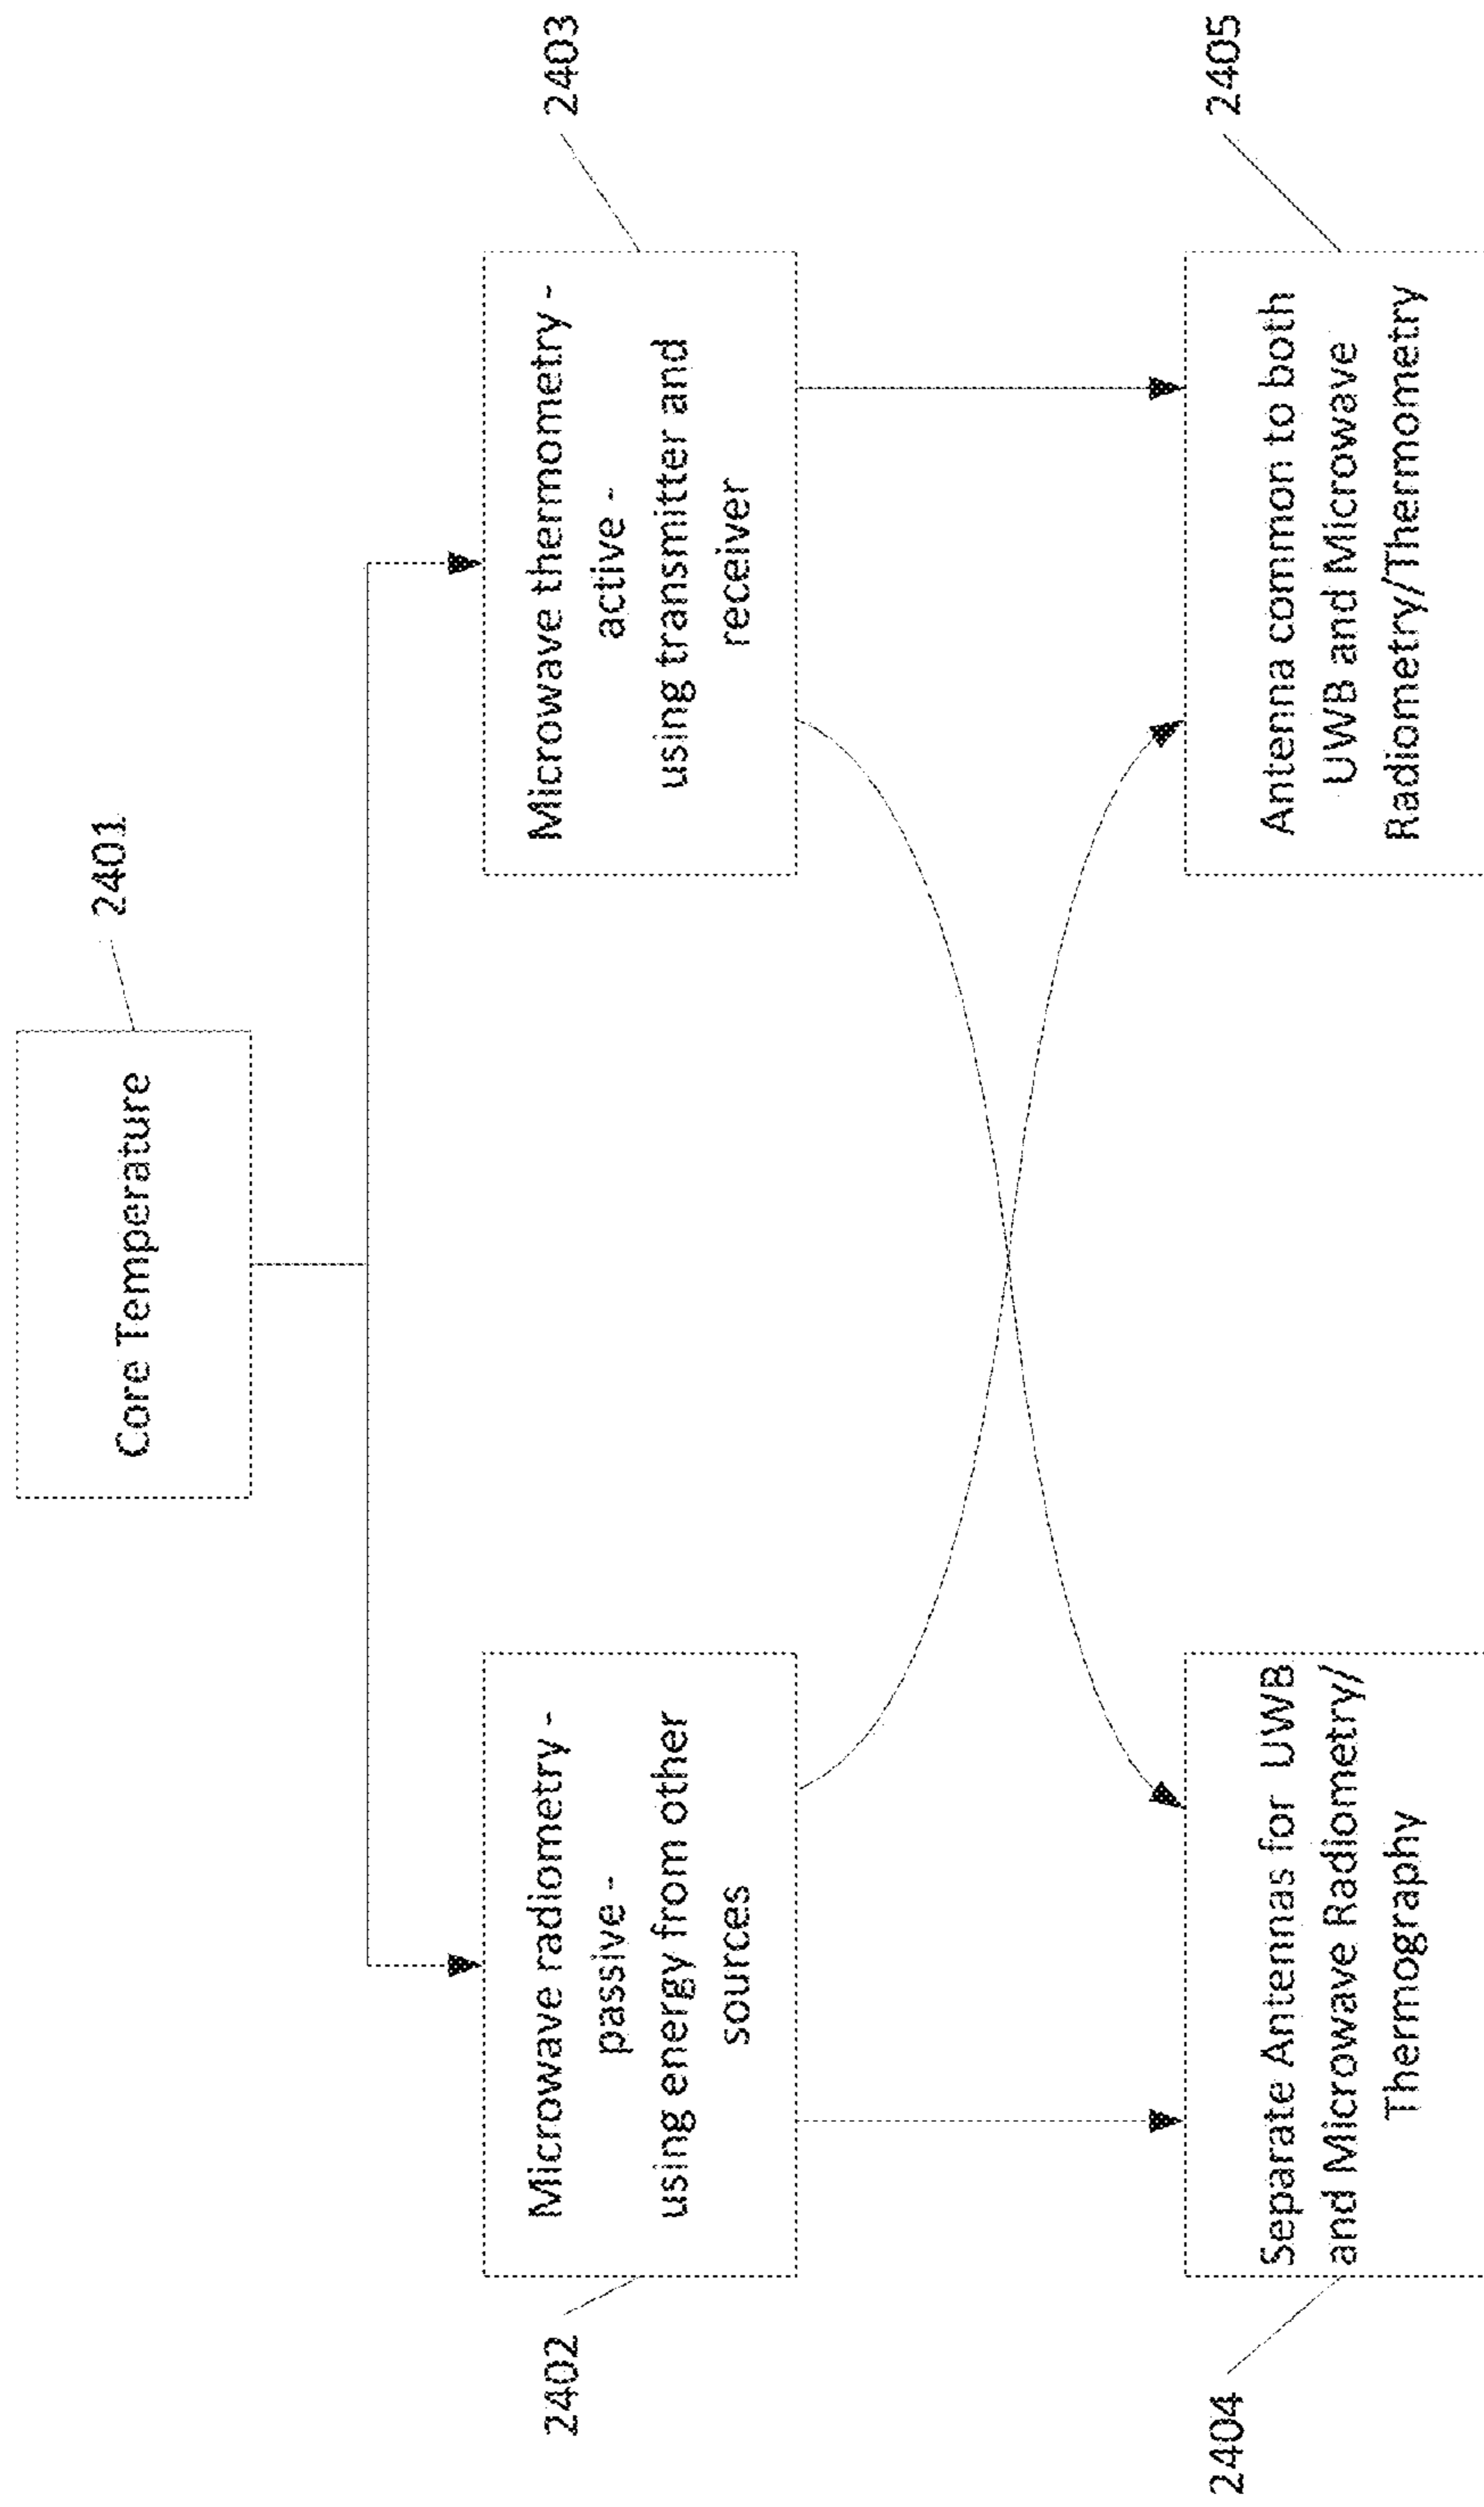 2401
Core Temperature
2402
Microwave radiometry -
passive -
using energy from other
sources
2403
Microwave thermometry -
active -
using transmitter and
receiver
2404
Separate Antennas for UWB
and Microwave Radiometry/
Thermography
2405
Antenna common to both
UWB and Microwave
Radiometry/Thermometry